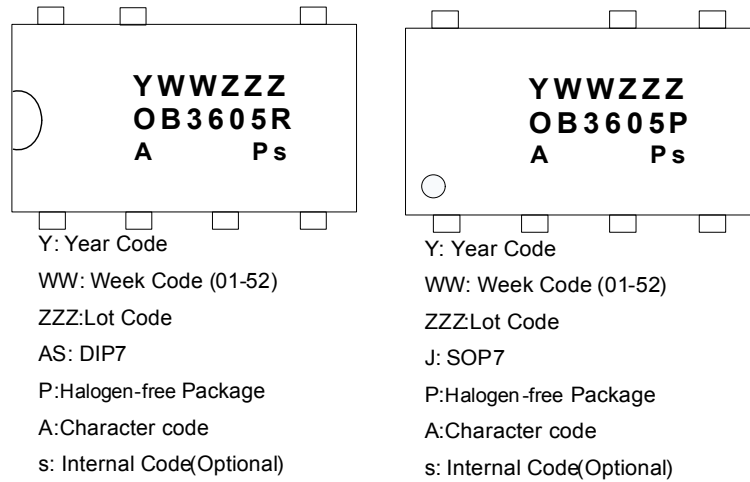 YWWZZZ
OB3605R
A Ps
Y: Year Code
WW: Week Code (01-52)
ZZZ:Lot Code
AS: DIP7
P:Halogen-free Package
A:Character code
s: Internal Code(Optional)
YWWZZZ
OB3605P
A Ps
Y: Year Code
WW: Week Code (01-52)
ZZZ:Lot Code
J: SOP7
P:Halogen-free Package
A:Character code
s: Internal Code(Optional)